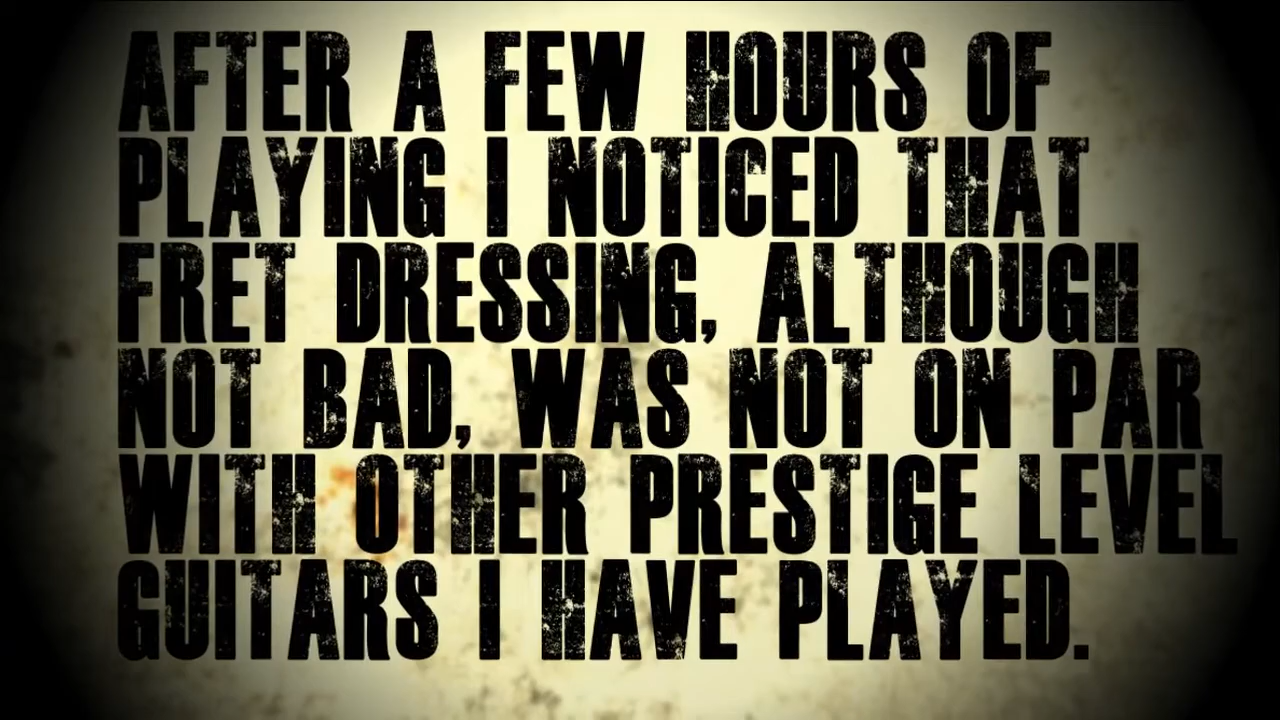 AFTER A FEW HOURS OF
PLAYING I NOTICED THAT
FRET DRESSING, ALTHOUGH
NOT BAD, WAS NOT ON PAR
WITH OTHER PRESTIGE LEVEL
GUITARS I HAVE PLAYED.